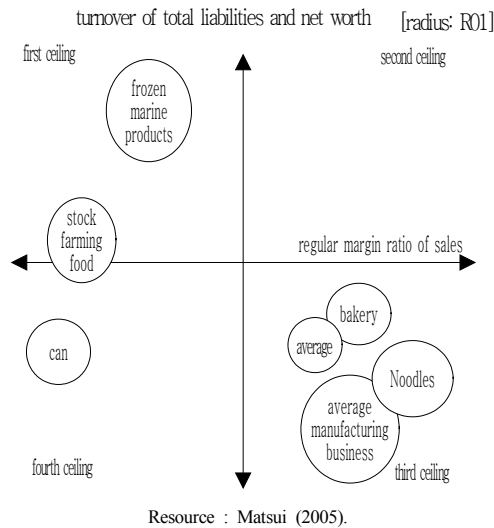 turnover of total liabilities and net worth [radius: R01]
first ceiling
second ceiling
frozen
marine
products
stock
farming
food
regular margin ratio of sales
bakery
average
can
Noodles
average
manufacturing
business
fourth ceiling
third ceiling
Resource : Matsui (2005).